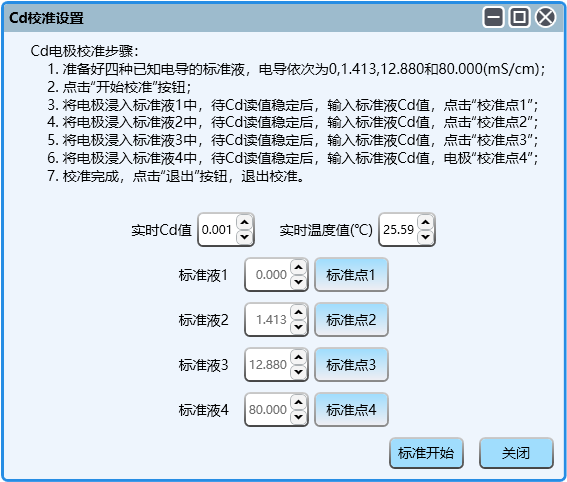 Cd校准设置
Cd电极校准步骤：
1. 准备好四种已知电导的标准液，电导依次为0,1.413,12.880和80.000(mS/cm)；
2. 点击“开始校准”按钮；
3. 将电极浸入标准液1中，待Cd读值稳定后，输入标准液Cd值，点击“校准点1”；
4. 将电极浸入标准液2中，待Cd读值稳定后，输入标准液Cd值，点击“校准点2”；
5. 将电极浸入标准液3中，待Cd读值稳定后，输入标准液Cd值，点击“校准点3”；
6. 将电极浸入标准液4中，待Cd读值稳定后，输入标准液Cd值，电极“校准点4”；
7. 校准完成，点击“退出”按钮，退出校准。
实时Cd值 0.001 实时温度值(℃) 25.59
标准液1 0.000 标准点1
标准液2 1.413 标准点2
标准液3 12.880 标准点3
标准液4 80.000 标准点4
标准开始 关闭